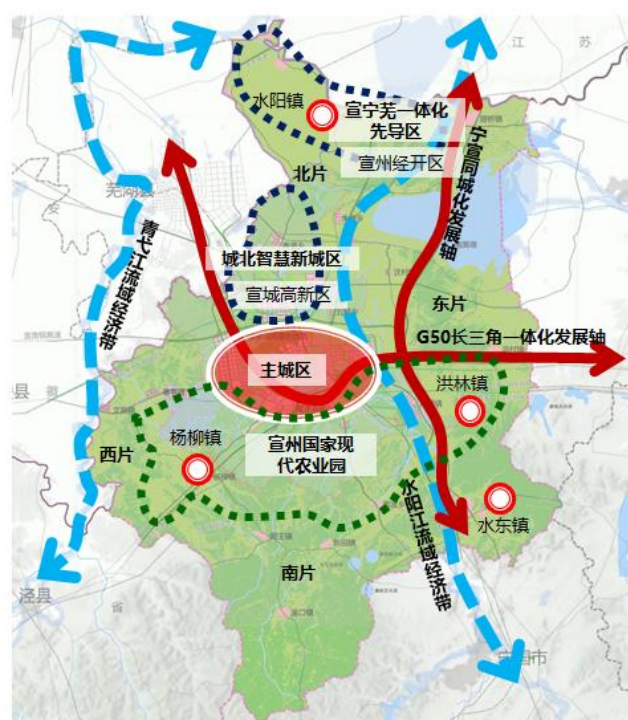 江
苏
水阳镇
宣宁芜一体化
先导区
宣州经开区
北片
宁宣同城化发展轴
芜湖县
青弋江流域经济带
城北智慧新城区
宣城高新区
东片
G50长三角一体化发展轴
主城区
洪林镇
杨柳镇
宣州国家现
代农业园
西片
水东镇
水阳江流域经济带
南片
泾县
省
宁国市